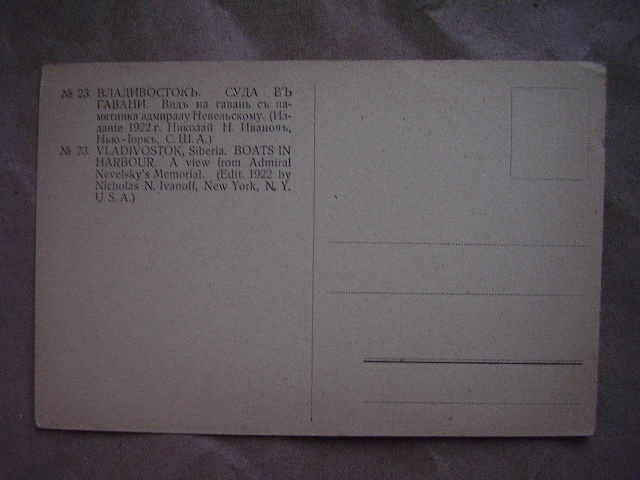 № 23. ВЛАДИВОСТОКЪ. СУДА ВЪ
ГАВАНИ. Видъ на гавань съ па-
мятника адмиралу Невельскому. (Из-
даніе 1922 г. Николай Н. Ивановъ,
Нью-Іоркъ, С. Ш. А.)
№ 23. VLADIVOSTOK, Siberia. BOATS IN
HARBOUR. A view from Admiral
Nevelsky's Memorial. (Edit. 1922 by
Nicholas N. Ivanoff, New York, N. Y.
U. S. A.)